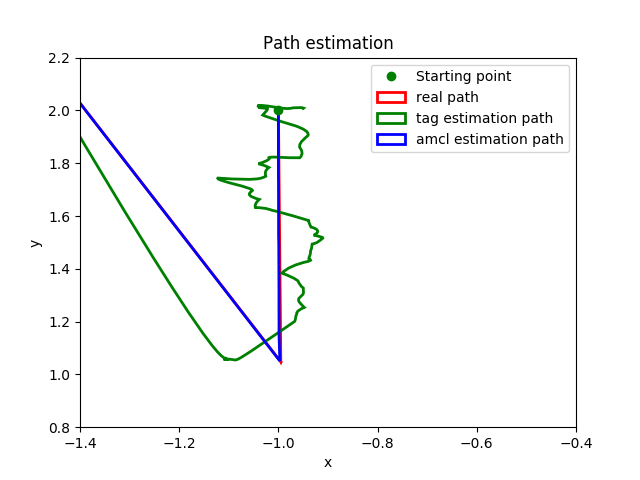 Path estimation
Starting point
real path
tag estimation path
amcl estimation path
2.2
2.0
1.8
1.6
1.4
1.2
1.0
0.8
y
−1.4 −1.2 −1.0 −0.8 −0.6 −0.4
x